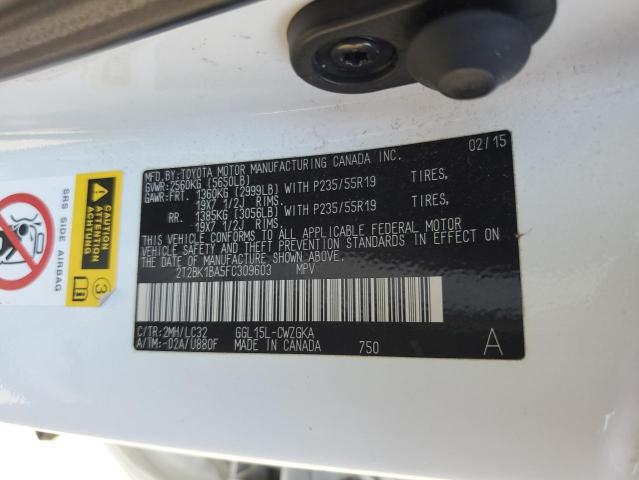 02/15
MFD.BY:TOYOTA MOTOR MANUFACTURING CANADA INC.
GVWR:2560KG (5650LB)
GAWR:FRT. 1360KG (2999LB) WITH P235/55R19 TIRES,
19X7 1/2J RIMS,
RR. 1385KG (3056LB) WITH P235/55R19 TIRES,
19X7 1/2J RIMS,
THIS VEHICLE CONFORMS TO ALL APPLICABLE FEDERAL MOTOR
VEHICLE SAFETY AND THEFT PREVENTION STANDARDS IN EFFECT ON
THE DATE OF MANUFACTURE SHOWN ABOVE.
2T2BK1BA5FC309603 MPV
C/TR:2MH/LC32 GGL15L-CWZGKA
A/TM:-02A/U880F MADE IN CANADA 750 A
SRS SIDE AIRBAG
CAUTION
ATTENTION
ACHTUNG
3